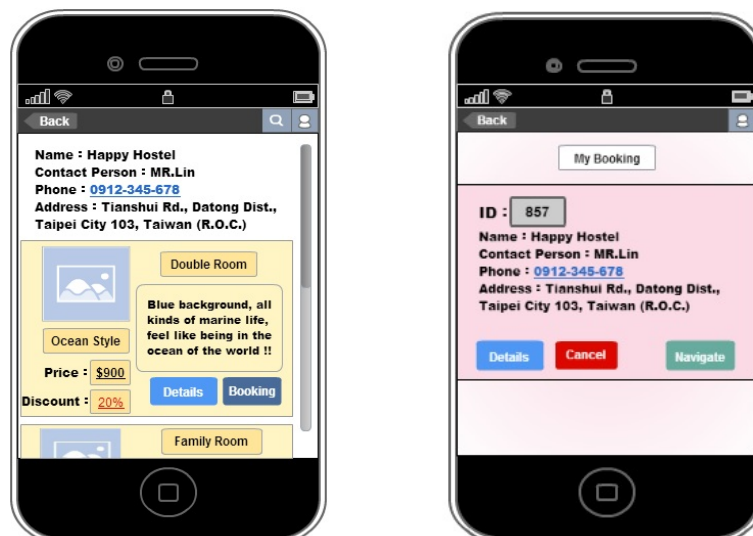 Back
Name：Happy Hostel
Contact Person：MR.Lin
Phone：0912-345-678
Address：Tianshui Rd., Datong Dist.,
Taipei City 103, Taiwan (R.O.C.)
Double Room
Blue background, all
kinds of marine life,
feel like being in the
ocean of the world !!
Ocean Style
Price：$900
Discount：20%
Details
Booking
Family Room
Back
My Booking
ID：857
Name：Happy Hostel
Contact Person：MR.Lin
Phone：0912-345-678
Address：Tianshui Rd., Datong Dist.,
Taipei City 103, Taiwan (R.O.C.)
Details
Cancel
Navigate